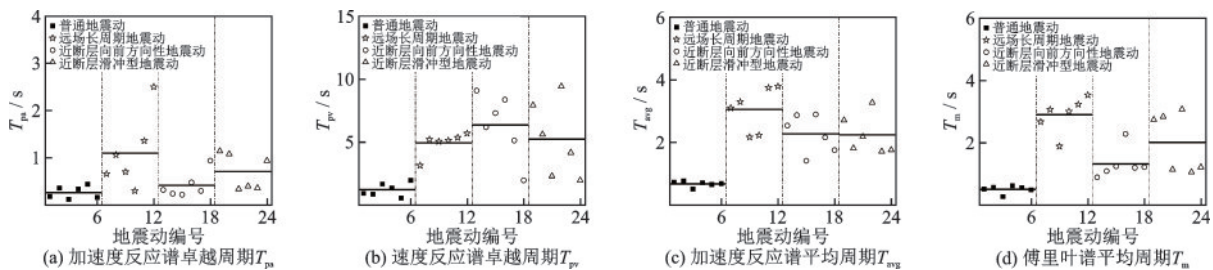 4
3
2
1
T_pa / s
■ 普通地震动
☆ 远场长周期地震动
○ 近断层向前方向性地震动
△ 近断层滑冲型地震动
6 12 18 24
地震动编号
(a) 加速度反应谱卓越周期T_pa
15
10
5
T_pv / s
■ 普通地震动
☆ 远场长周期地震动
○ 近断层向前方向性地震动
△ 近断层滑冲型地震动
6 12 18 24
地震动编号
(b) 速度反应谱卓越周期T_pv
6
4
2
T_avg / s
■ 普通地震动
☆ 远场长周期地震动
○ 近断层向前方向性地震动
△ 近断层滑冲型地震动
6 12 18 24
地震动编号
(c) 加速度反应谱平均周期T_avg
6
4
2
T_m / s
■ 普通地震动
☆ 远场长周期地震动
○ 近断层向前方向性地震动
△ 近断层滑冲型地震动
6 12 18 24
地震动编号
(d) 傅里叶谱平均周期T_m